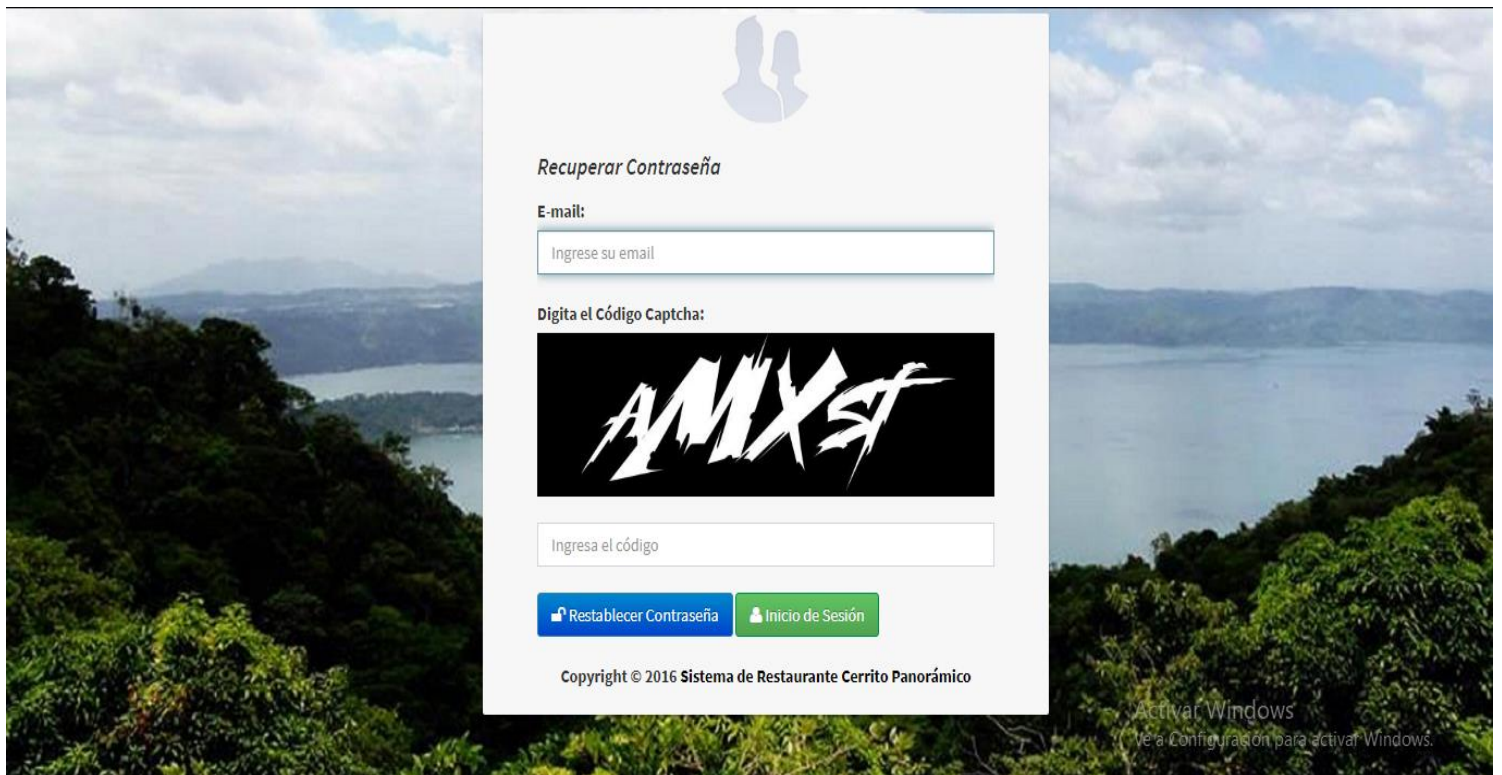 Recuperar Contraseña
E-mail:
Ingrese su email
Digita el Código Captcha:
AMXst
Ingresa el código
Restablecer Contraseña
Inicio de Sesión
Copyright © 2016 Sistema de Restaurante Cerrito Panorámico
Activar Windows
Ve a Configuración para activar Windows.